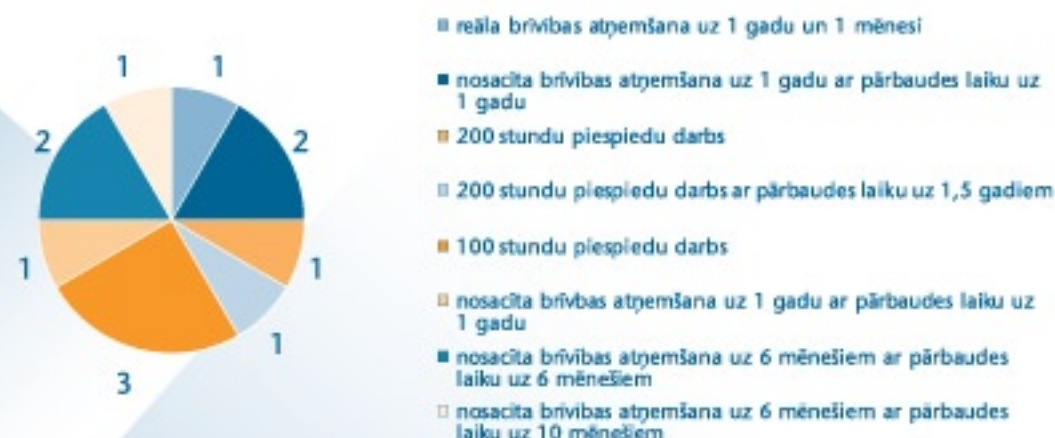 1 1
2 2
1 1
1
3
reāla brīvības atņemšana uz 1 gadu un 1 mēnesi
nosacīta brīvības atņemšana uz 1 gadu ar pārbaudes laiku uz
1 gadu
200 stundu piespiedu darbs
200 stundu piespiedu darbs ar pārbaudes laiku uz 1,5 gadiem
100 stundu piespiedu darbs
nosacīta brīvbas atņemšana uz 1 gadu ar pārbaudes laiku uz
1 gadu
nosacīta brīvības atņemšana uz 6 mēnešiem ar pārbaudes
laiku uz 6 mēnešiem
nosacīta brīvības atņemšana uz 6 mēnešiem ar pārbaudes
laiku uz 10 mēnešiem